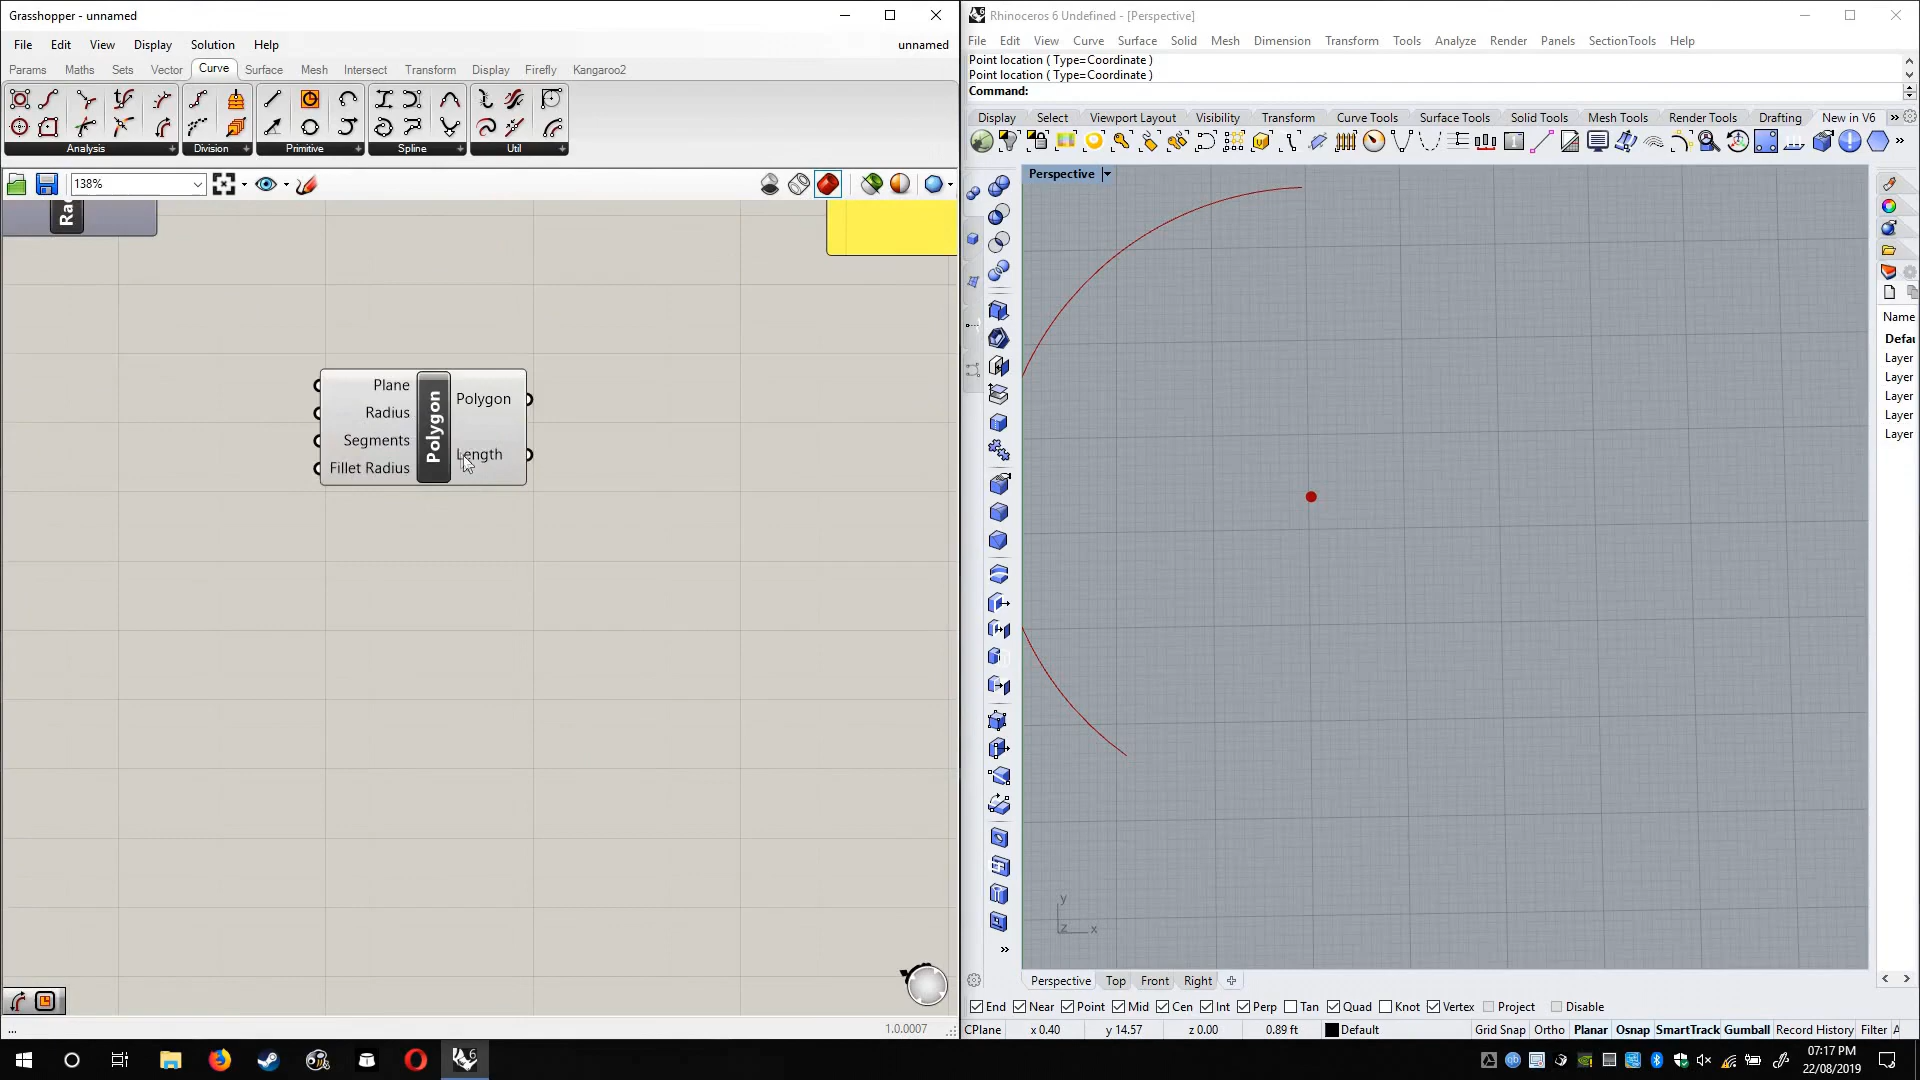 Grasshopper - unnamed
File Edit View Display Solution Help unnamed
Params Maths Sets Vector Curve Surface Mesh Intersect Transform Display Firefly Kangaroo2
Analysis Division Primitive Spline Util
138%
Ra
Plane
Radius
Segments
Fillet Radius
Polygon
Polygon
Length
...
1.0.0007
Rhinoceros 6 Undefined - [Perspective]
File Edit View Curve Surface Solid Mesh Dimension Transform Tools Analyze Render Panels SectionTools Help
Point location ( Type=Coordinate )
Point location ( Type=Coordinate )
Command:
Display Select Viewport Layout Visibility Transform Curve Tools Surface Tools Solid Tools Mesh Tools Render Tools Drafting New in V6
Perspective
y
z x
Name
Defau
Layer
Layer
Layer
Layer
Layer
Perspective Top Front Right
End Near Point Mid Cen Int Perp Tan Quad Knot Vertex Project Disable
CPlane x 0.40 y 14.57 z 0.00 0.89 ft Default Grid Snap Ortho Planar Osnap SmartTrack Gumball Record History Filter A
07:17 PM
22/08/2019